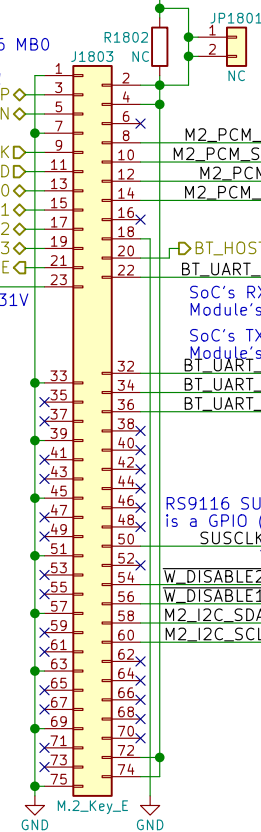 R1802
NC
JP1801
1
2
NC
6 MB0
J1803
1
3
5
7
9
11
13
15
17
19
21
23
P
N
K
D
0
1
2
3
E
31V
2
4
6
8
10
12
14
16
18
20
22
M2_PCM_
M2_PCM_S
M2_PCM
M2_PCM_
BT_HOST
BT_UART_
SoC's RX
Module's
SoC's TX
Module's
33
35
37
39
41
43
45
47
49
51
53
55
57
59
61
63
65
67
69
71
73
75
32
34
36
38
40
42
44
46
48
50
52
54
56
58
60
62
64
66
68
70
72
74
BT_UART_
BT_UART_
BT_UART_
RS9116 SU
is a GPIO (
SUSCLK
W_DISABLE2
W_DISABLE1
M2_I2C_SDA
M2_I2C_SCL
M.2_Key_E
GND
GND